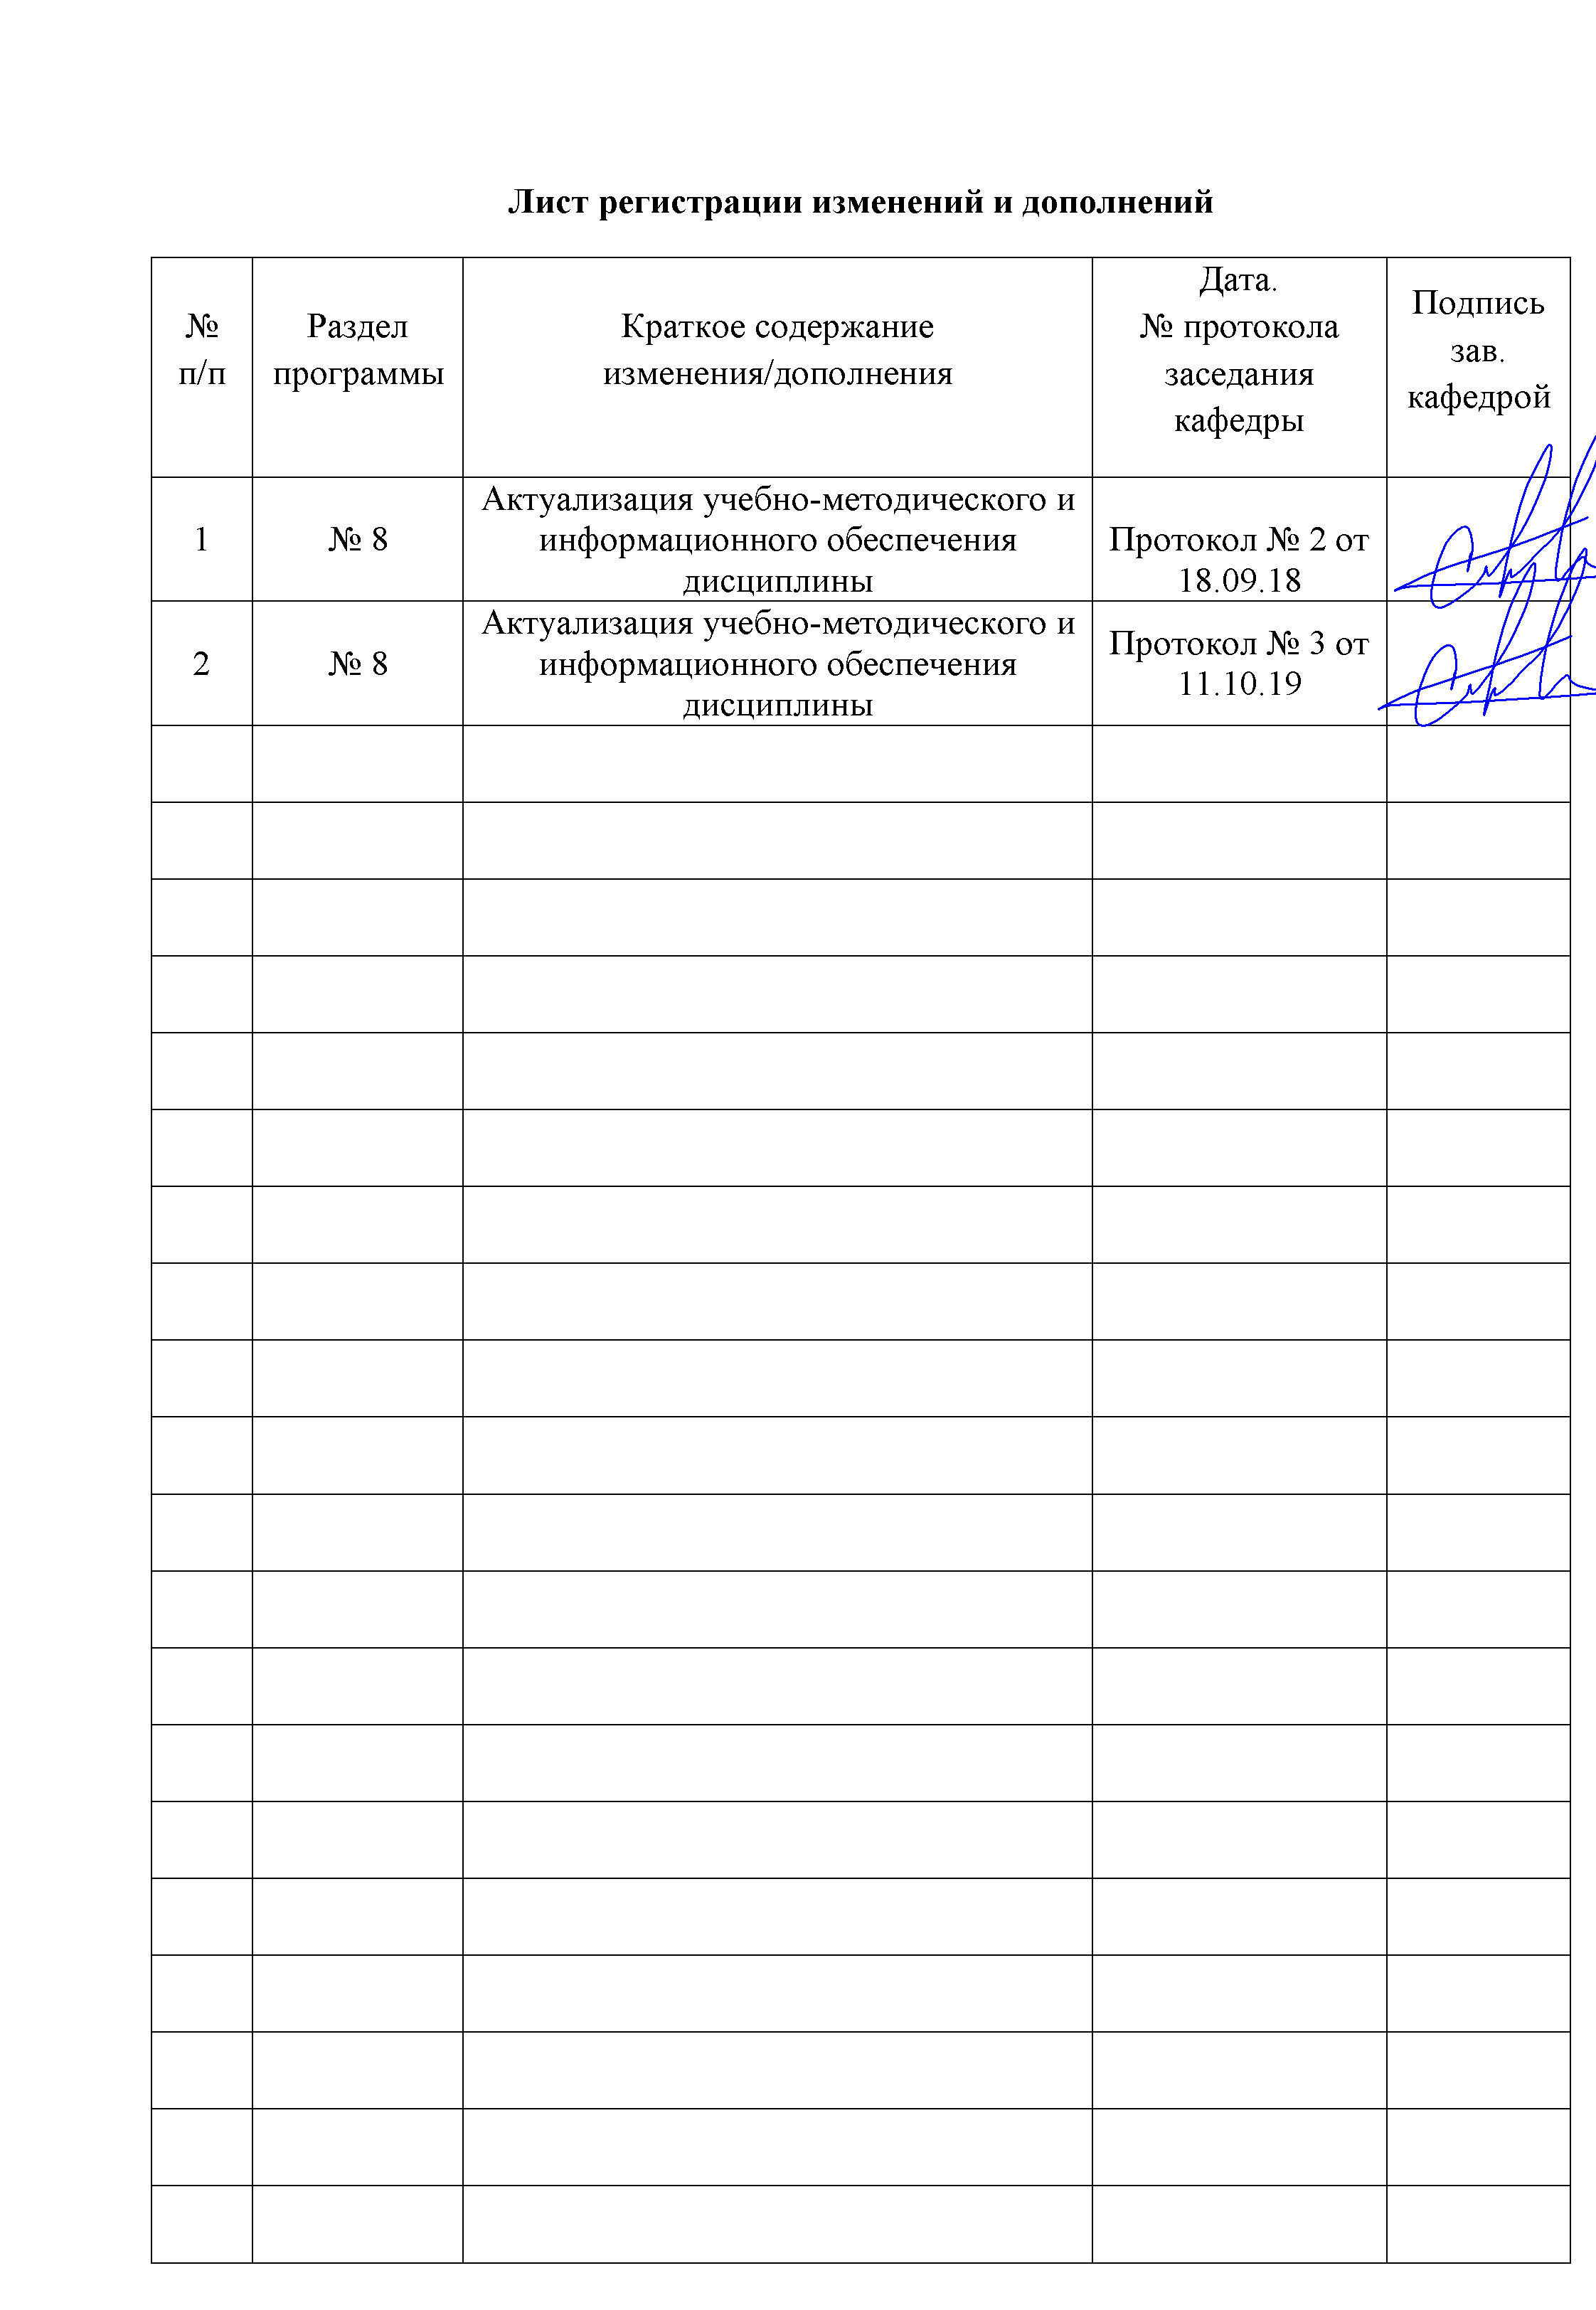 Лист регистрации изменений и дополнений
№
п/п
Раздел
программы
Краткое содержание
изменения/дополнения
Дата.
№ протокола
заседания
кафедры
Подпись
зав.
кафедрой
1
№ 8
Актуализация учебно-методического и
информационного обеспечения
дисциплины
Протокол № 2 от
18.09.18
2
№ 8
Актуализация учебно-методического и
информационного обеспечения
дисциплины
Протокол № 3 от
11.10.19